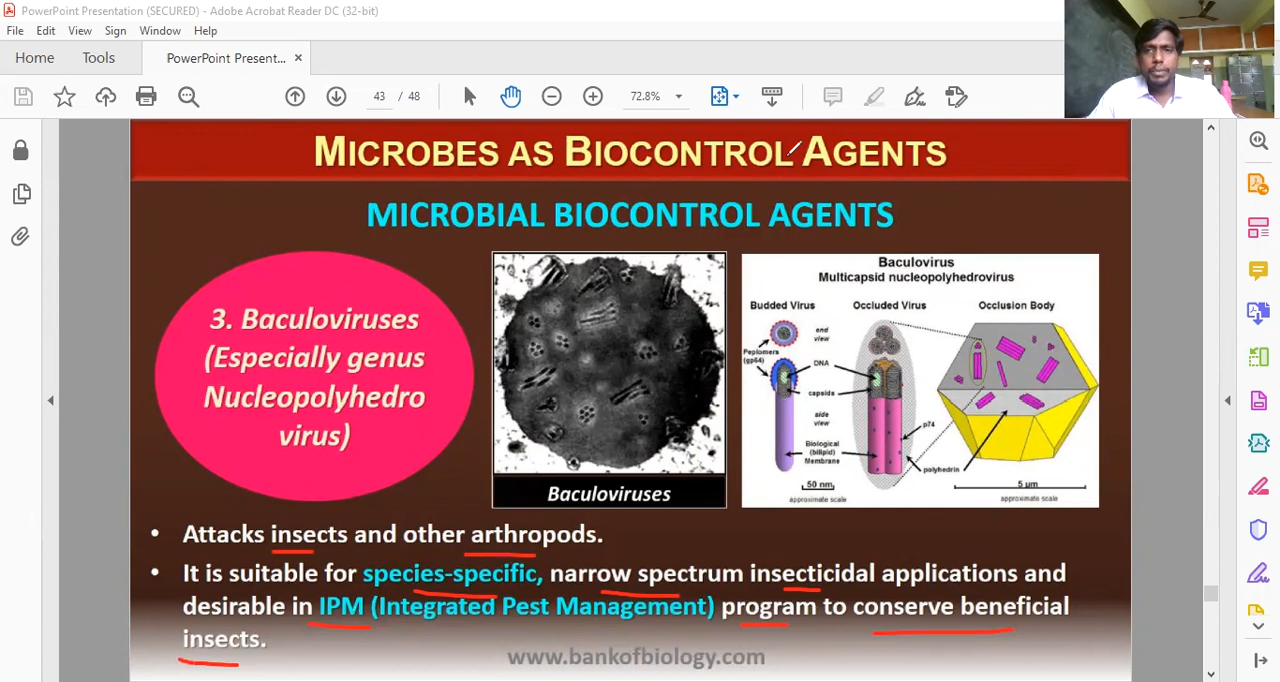 PowerPoint Presentation (SECURED) - Adobe Acrobat Reader DC (32-bit)
File Edit View Sign Window Help
Home Tools PowerPoint Present... ×
43 / 48 72.8%
MICROBES AS BIOCONTROL AGENTS
MICROBIAL BIOCONTROL AGENTS
3. Baculoviruses
(Especially genus
Nucleopolyhedro
virus)
Baculoviruses
Baculovirus
Multicapsid nucleopolyhedrovirus
Budded Virus Occluded Virus Occlusion Body
end
view
Peplomers
(gp64)
DNA
capsids
side
view
p74
Biological
(bilipid)
Membrane
polyhedrin
50 nm
approximate scale
5 µm
approximate scale
• Attacks insects and other arthropods.
• It is suitable for species-specific, narrow spectrum insecticidal applications and
desirable in IPM (Integrated Pest Management) program to conserve beneficial
insects.
www.bankofbiology.com